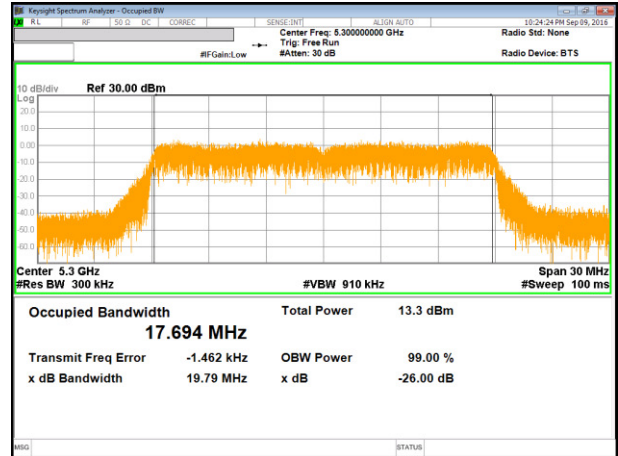 Keysight Spectrum Analyzer - Occupied BW
RL RF 50 Ω DC CORREC SENSE:INT ALIGN AUTO 10:24:24 PM Sep 09, 2016
Center Freq: 5.300000000 GHz Radio Std: None
Trig: Free Run
#IFGain:Low #Atten: 30 dB Radio Device: BTS
10 dB/div Ref 30.00 dBm
Log
20.0
10.0
0.00
-10.0
-20.0
-30.0
-40.0
-50.0
-60.0
Center 5.3 GHz Span 30 MHz
#Res BW 300 kHz #VBW 910 kHz #Sweep 100 ms
Occupied Bandwidth Total Power 13.3 dBm
17.694 MHz
Transmit Freq Error -1.462 kHz OBW Power 99.00 %
x dB Bandwidth 19.79 MHz x dB -26.00 dB
MSG STATUS